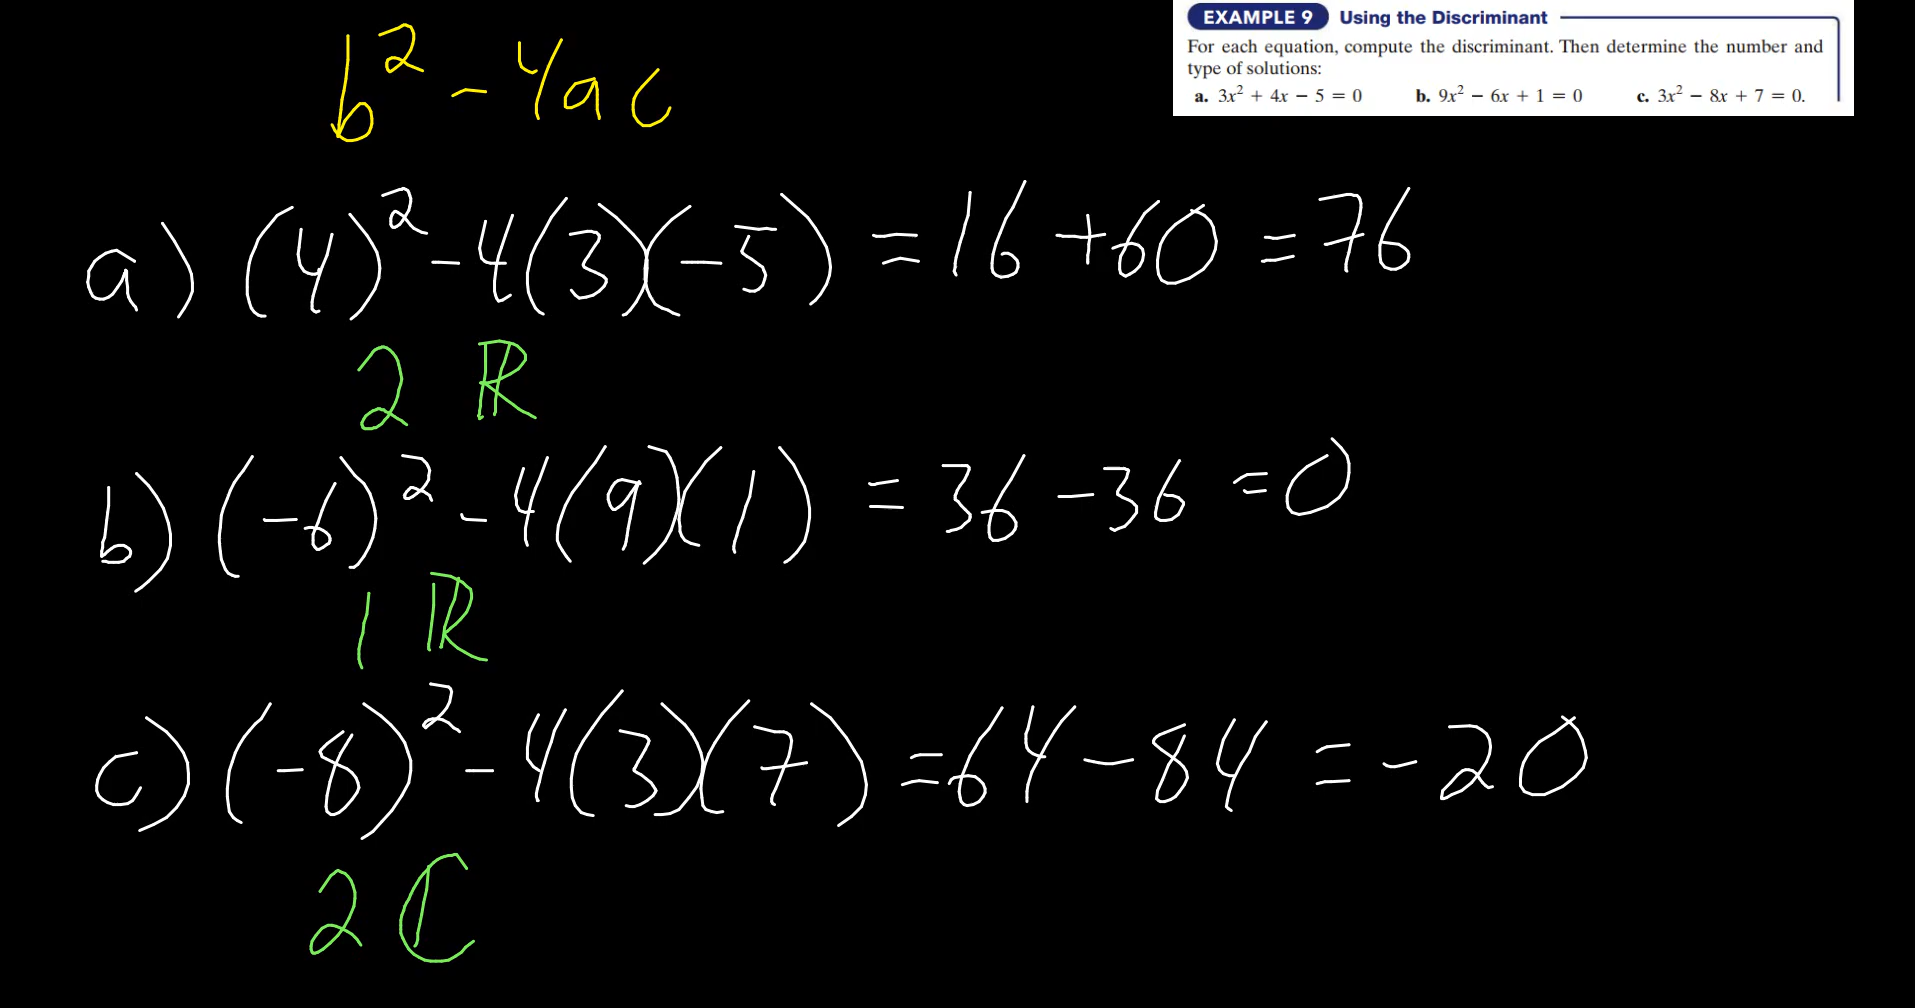 b² - 4ac
EXAMPLE 9 Using the Discriminant
For each equation, compute the discriminant. Then determine the number and
type of solutions:
a. 3x² + 4x − 5 = 0 b. 9x² − 6x + 1 = 0 c. 3x² − 8x + 7 = 0.
a) (4)² - 4(3)(-5) = 16 + 60 = 76
2 ℝ
b) (-6)² - 4(9)(1) = 36 - 36 = 0
1 ℝ
c) (-8)² - 4(3)(7) = 64 - 84 = -20
2 ℂ